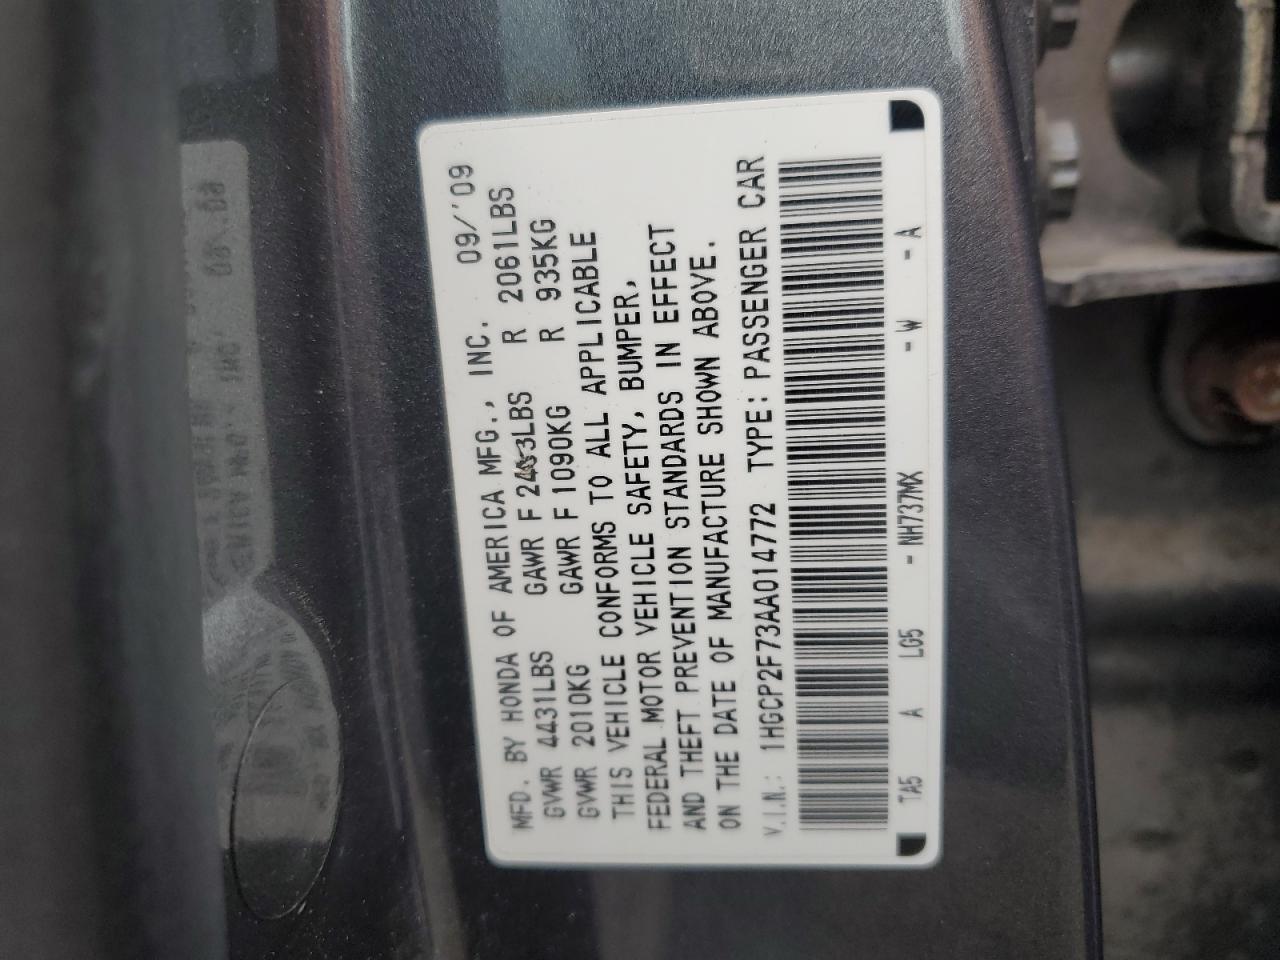 MFD. BY HONDA OF AMERICA MFG., INC. 09/'09
GVWR 4431LBS GAWR F 2403LBS R 2061LBS
GVWR 2010KG GAWR F 1090KG R 935KG
THIS VEHICLE CONFORMS TO ALL APPLICABLE
FEDERAL MOTOR VEHICLE SAFETY, BUMPER,
AND THEFT PREVENTION STANDARDS IN EFFECT
ON THE DATE OF MANUFACTURE SHOWN ABOVE.
V.I.N.: 1HGCP2F73AA014772 TYPE: PASSENGER CAR
TA5 A LG5 - NH737MX - W - A